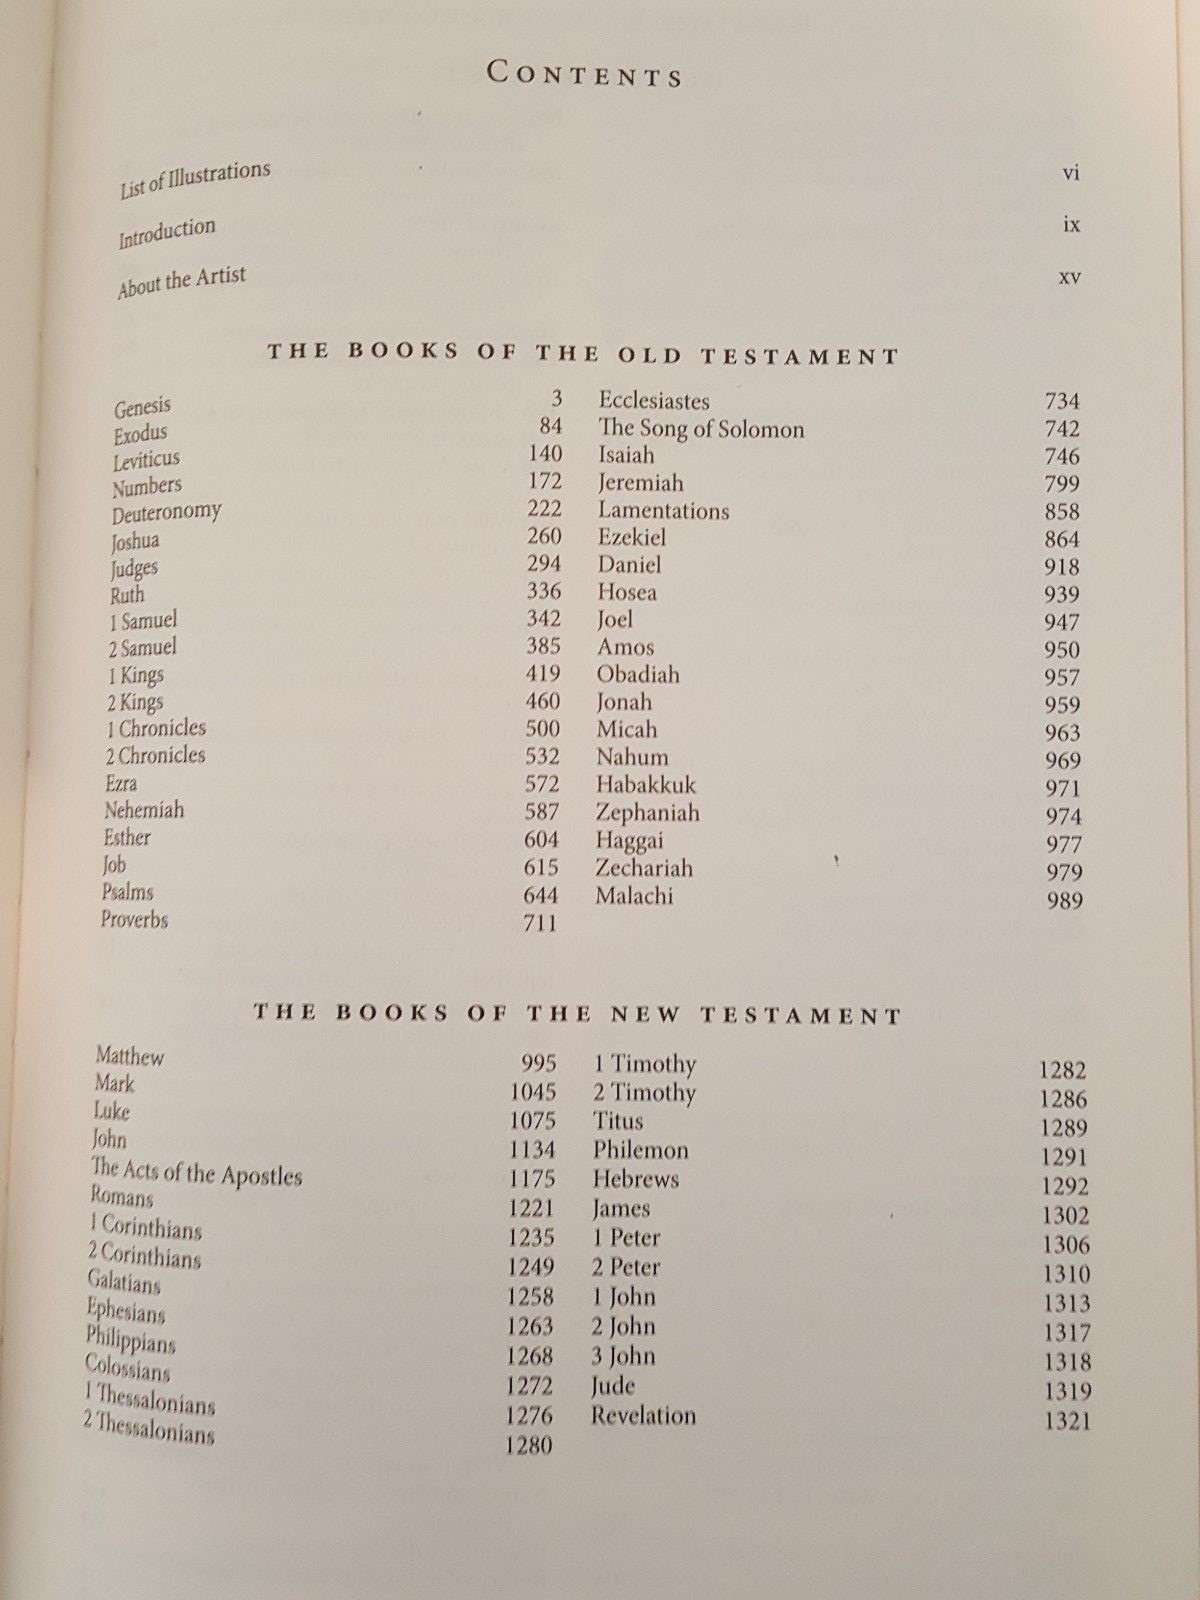 CONTENTS
List of Illustrations vi
Introduction ix
About the Artist xv
THE BOOKS OF THE OLD TESTAMENT
Genesis 3
Exodus 84
Leviticus 140
Numbers 172
Deuteronomy 222
Joshua 260
Judges 294
Ruth 336
1 Samuel 342
2 Samuel 385
1 Kings 419
2 Kings 460
1 Chronicles 500
2 Chronicles 532
Ezra 572
Nehemiah 587
Esther 604
Job 615
Psalms 644
Proverbs 711
Ecclesiastes 734
The Song of Solomon 742
Isaiah 746
Jeremiah 799
Lamentations 858
Ezekiel 864
Daniel 918
Hosea 939
Joel 947
Amos 950
Obadiah 957
Jonah 959
Micah 963
Nahum 969
Habakkuk 971
Zephaniah 974
Haggai 977
Zechariah 979
Malachi 989
THE BOOKS OF THE NEW TESTAMENT
Matthew 995
Mark 1045
Luke 1075
John 1134
The Acts of the Apostles 1175
Romans 1221
1 Corinthians 1235
2 Corinthians 1249
Galatians 1258
Ephesians 1263
Philippians 1268
Colossians 1272
1 Thessalonians 1276
2 Thessalonians 1280
1 Timothy 1282
2 Timothy 1286
Titus 1289
Philemon 1291
Hebrews 1292
James 1302
1 Peter 1306
2 Peter 1310
1 John 1313
2 John 1317
3 John 1318
Jude 1319
Revelation 1321